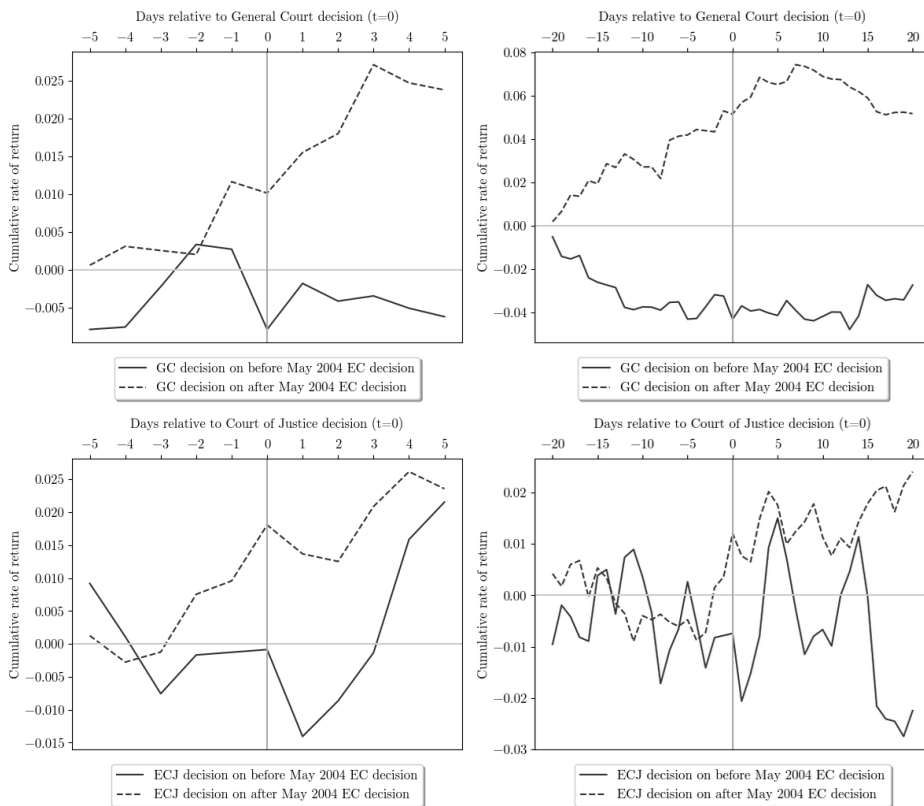 Days relative to General Court decision (t=0)
−5 −4 −3 −2 −1 0 1 2 3 4 5
Cumulative rate of return
0.025
0.020
0.015
0.010
0.005
0.000
−0.005
GC decision on before May 2004 EC decision
GC decision on after May 2004 EC decision
Days relative to General Court decision (t=0)
−20 −15 −10 −5 0 5 10 15 20
Cumulative rate of return
0.08
0.06
0.04
0.02
0.00
−0.02
−0.04
GC decision on before May 2004 EC decision
GC decision on after May 2004 EC decision
Days relative to Court of Justice decision (t=0)
−5 −4 −3 −2 −1 0 1 2 3 4 5
Cumulative rate of return
0.025
0.020
0.015
0.010
0.005
0.000
−0.005
−0.010
−0.015
ECJ decision on before May 2004 EC decision
ECJ decision on after May 2004 EC decision
Days relative to Court of Justice decision (t=0)
−20 −15 −10 −5 0 5 10 15 20
Cumulative rate of return
0.02
0.01
0.00
−0.01
−0.02
−0.03
ECJ decision on before May 2004 EC decision
ECJ decision on after May 2004 EC decision